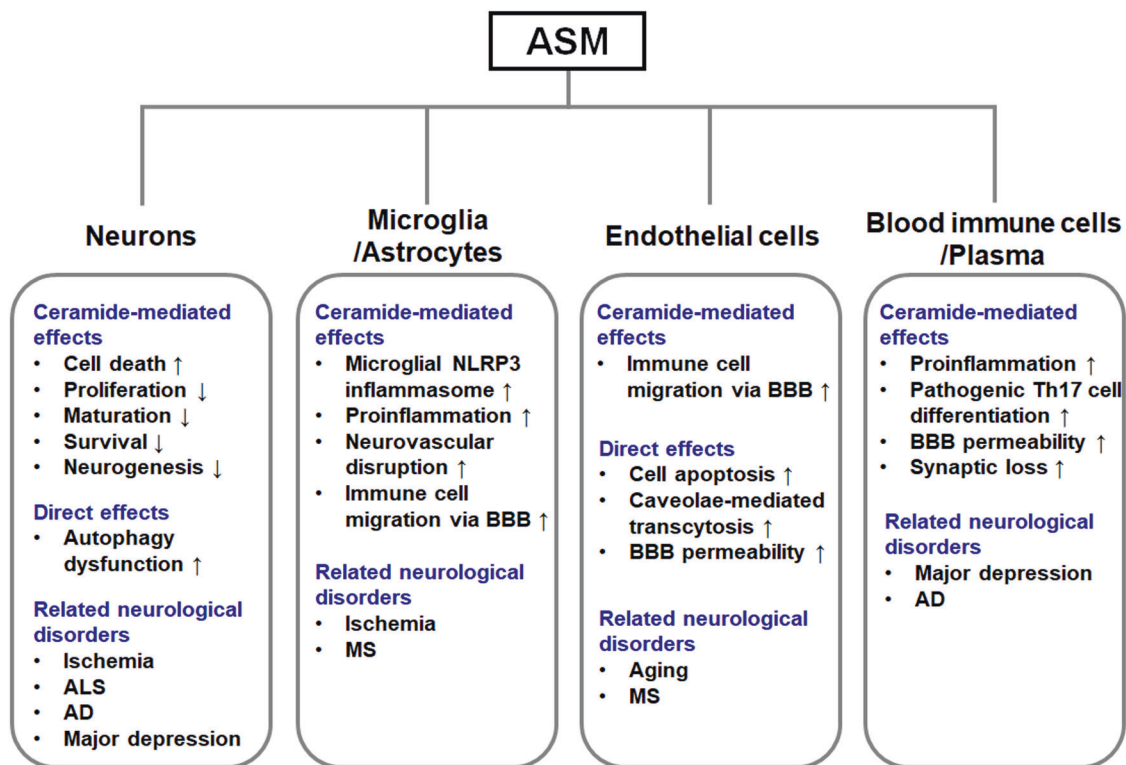 ASM
Neurons
Ceramide-mediated
effects
• Cell death ↑
• Proliferation ↓
• Maturation ↓
• Survival ↓
• Neurogenesis ↓
Direct effects
• Autophagy
dysfunction ↑
Related neurological
disorders
• Ischemia
• ALS
• AD
• Major depression
Microglia
/Astrocytes
Ceramide-mediated
effects
• Microglial NLRP3
inflammasome ↑
• Proinflammation ↑
• Neurovascular
disruption ↑
• Immune cell
migration via BBB ↑
Related neurological
disorders
• Ischemia
• MS
Endothelial cells
Ceramide-mediated
effects
• Immune cell
migration via BBB ↑
Direct effects
• Cell apoptosis ↑
• Caveolae-mediated
transcytosis ↑
• BBB permeability ↑
Related neurological
disorders
• Aging
• MS
Blood immune cells
/Plasma
Ceramide-mediated
effects
• Proinflammation ↑
• Pathogenic Th17 cell
differentiation ↑
• BBB permeability ↑
• Synaptic loss ↑
Related neurological
disorders
• Major depression
• AD